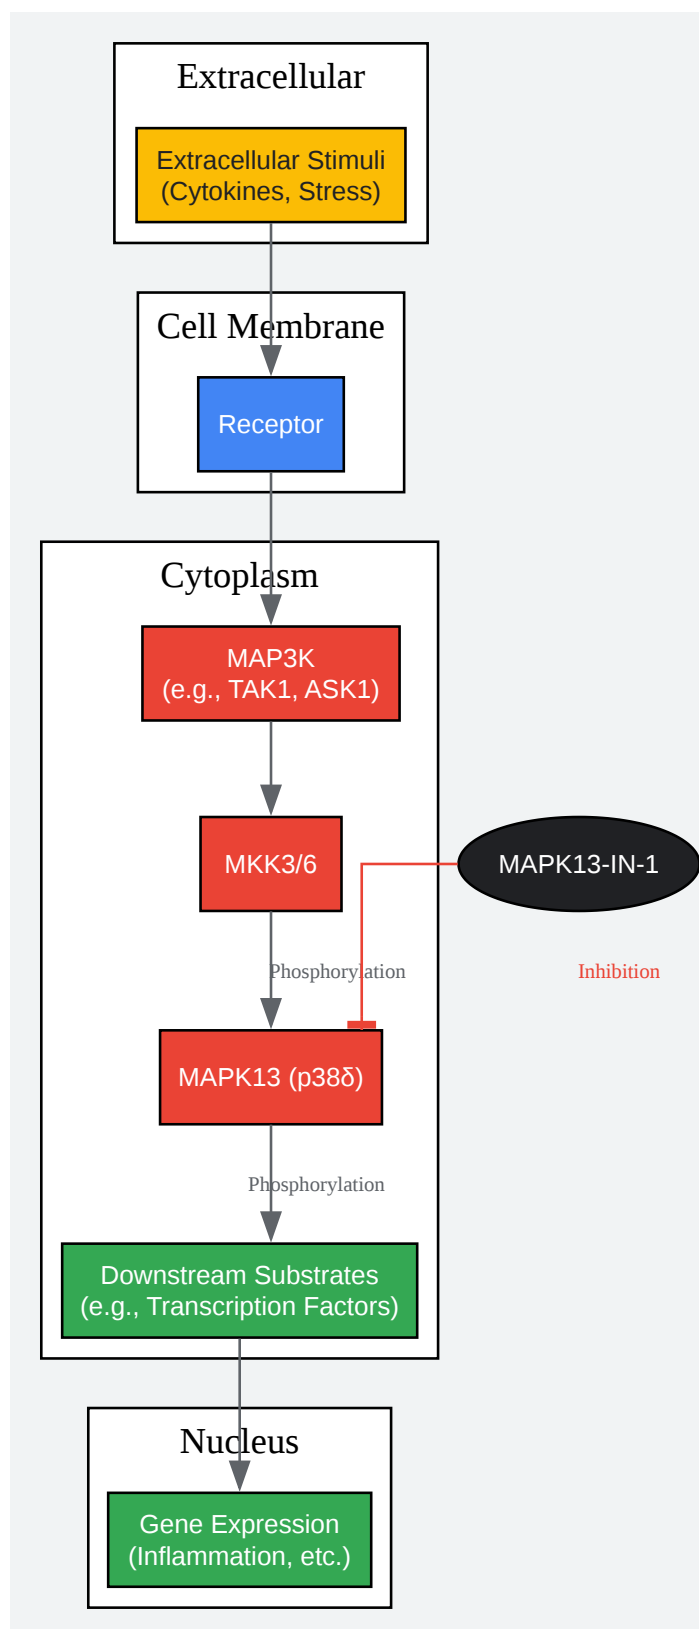 Extracellular
Extracellular Stimuli
(Cytokines, Stress)
Cell Membrane
Receptor
Cytoplasm
MAP3K
(e.g., TAK1, ASK1)
MKK3/6
MAPK13-IN-1
Phosphorylation
Inhibition
MAPK13 (p38δ)
Phosphorylation
Downstream Substrates
(e.g., Transcription Factors)
Nucleus
Gene Expression
(Inflammation, etc.)